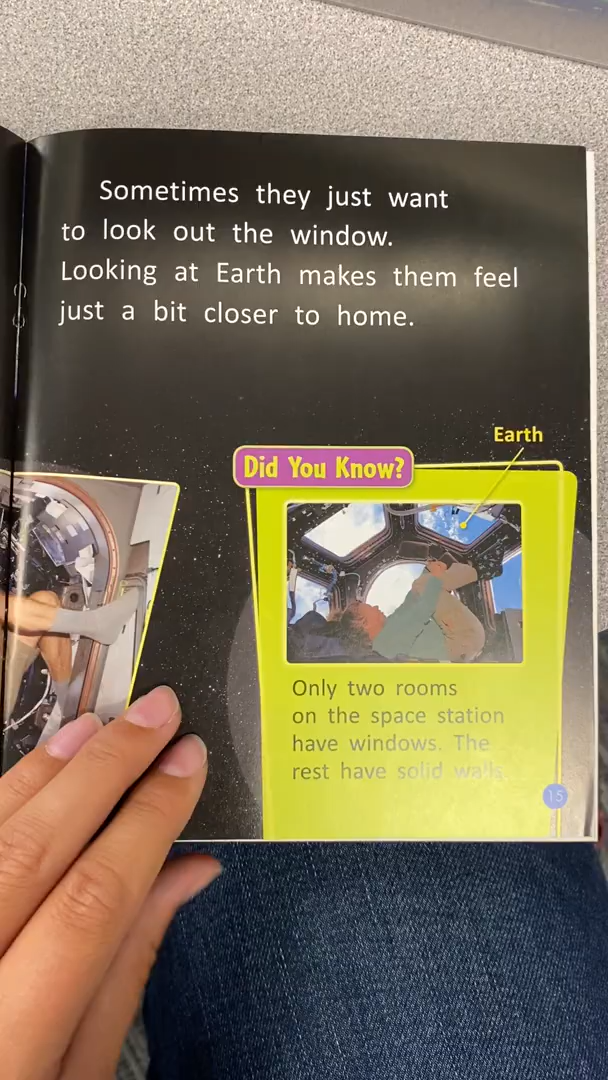 Sometimes they just want
to look out the window.
Looking at Earth makes them feel
just a bit closer to home.
Earth
Did You Know?
Only two rooms
on the space station
have windows. The
rest have solid walls.
15